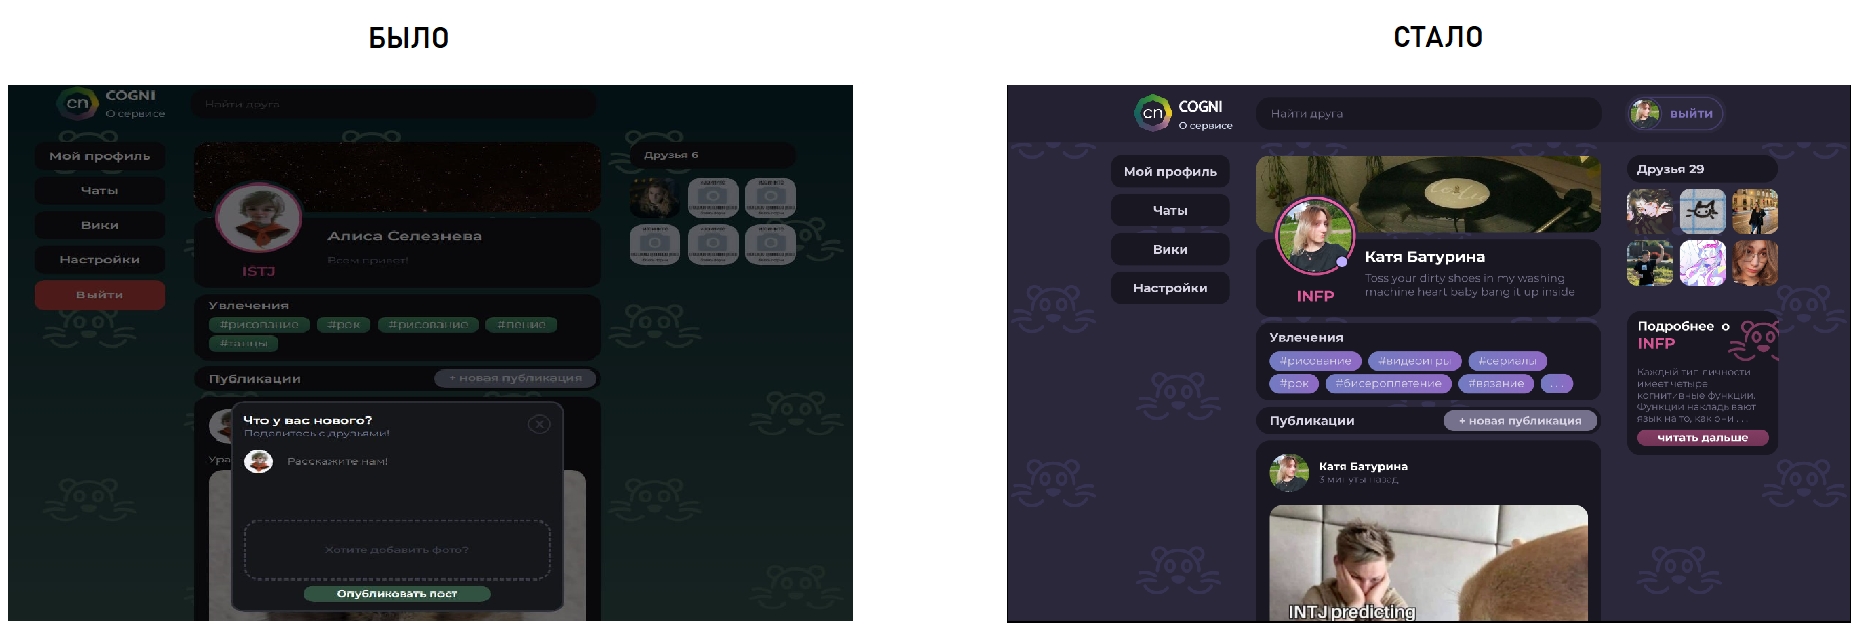 БЫЛО
cn
COGNI
О сервисе
Найти друга
Мой профиль
Чаты
Вики
Настройки
Выйти
Алиса Селезнева
Всем привет!
ISTJ
Увлечения
#рисование #рок #рисование #пение
#танцы
Публикации
+ новая публикация
Друзья 6
Ура
Что у вас нового?
Поделитесь с друзьями!
Расскажите нам!
Хотите добавить фото?
Опубликовать пост
СТАЛО
cn
COGNI
О сервисе
Найти друга
выйти
Мой профиль
Чаты
Вики
Настройки
Катя Батурина
Toss your dirty shoes in my washing
machine heart baby bang it up inside
INFP
Увлечения
#рисование #видеоигры #сериалы
#рок #бисероплетение #вязание ...
Публикации
+ новая публикация
Катя Батурина
3 минуты назад
INTJ predicting
Друзья 29
Подробнее о
INFP
Каждый тип личности
имеет четыре
когнитивные функции.
Функции накладывают
язык на то, как они ...
читать дальше